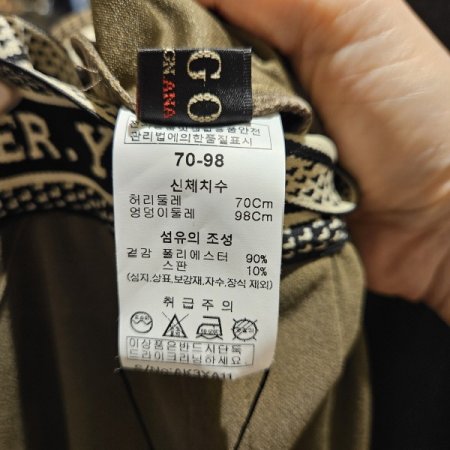 GO
CN ANA
관리법에의한품질표시
70-98
신체치수
허리둘레 70Cm
엉덩이둘레 98Cm
섬유의 조성
겉감 폴리에스터 90%
스판 10%
(심지,상표,보강재,자수,장식 제외)
취급주의
이상품은반드시단독
드라이크리닝하세요.
ER.Y